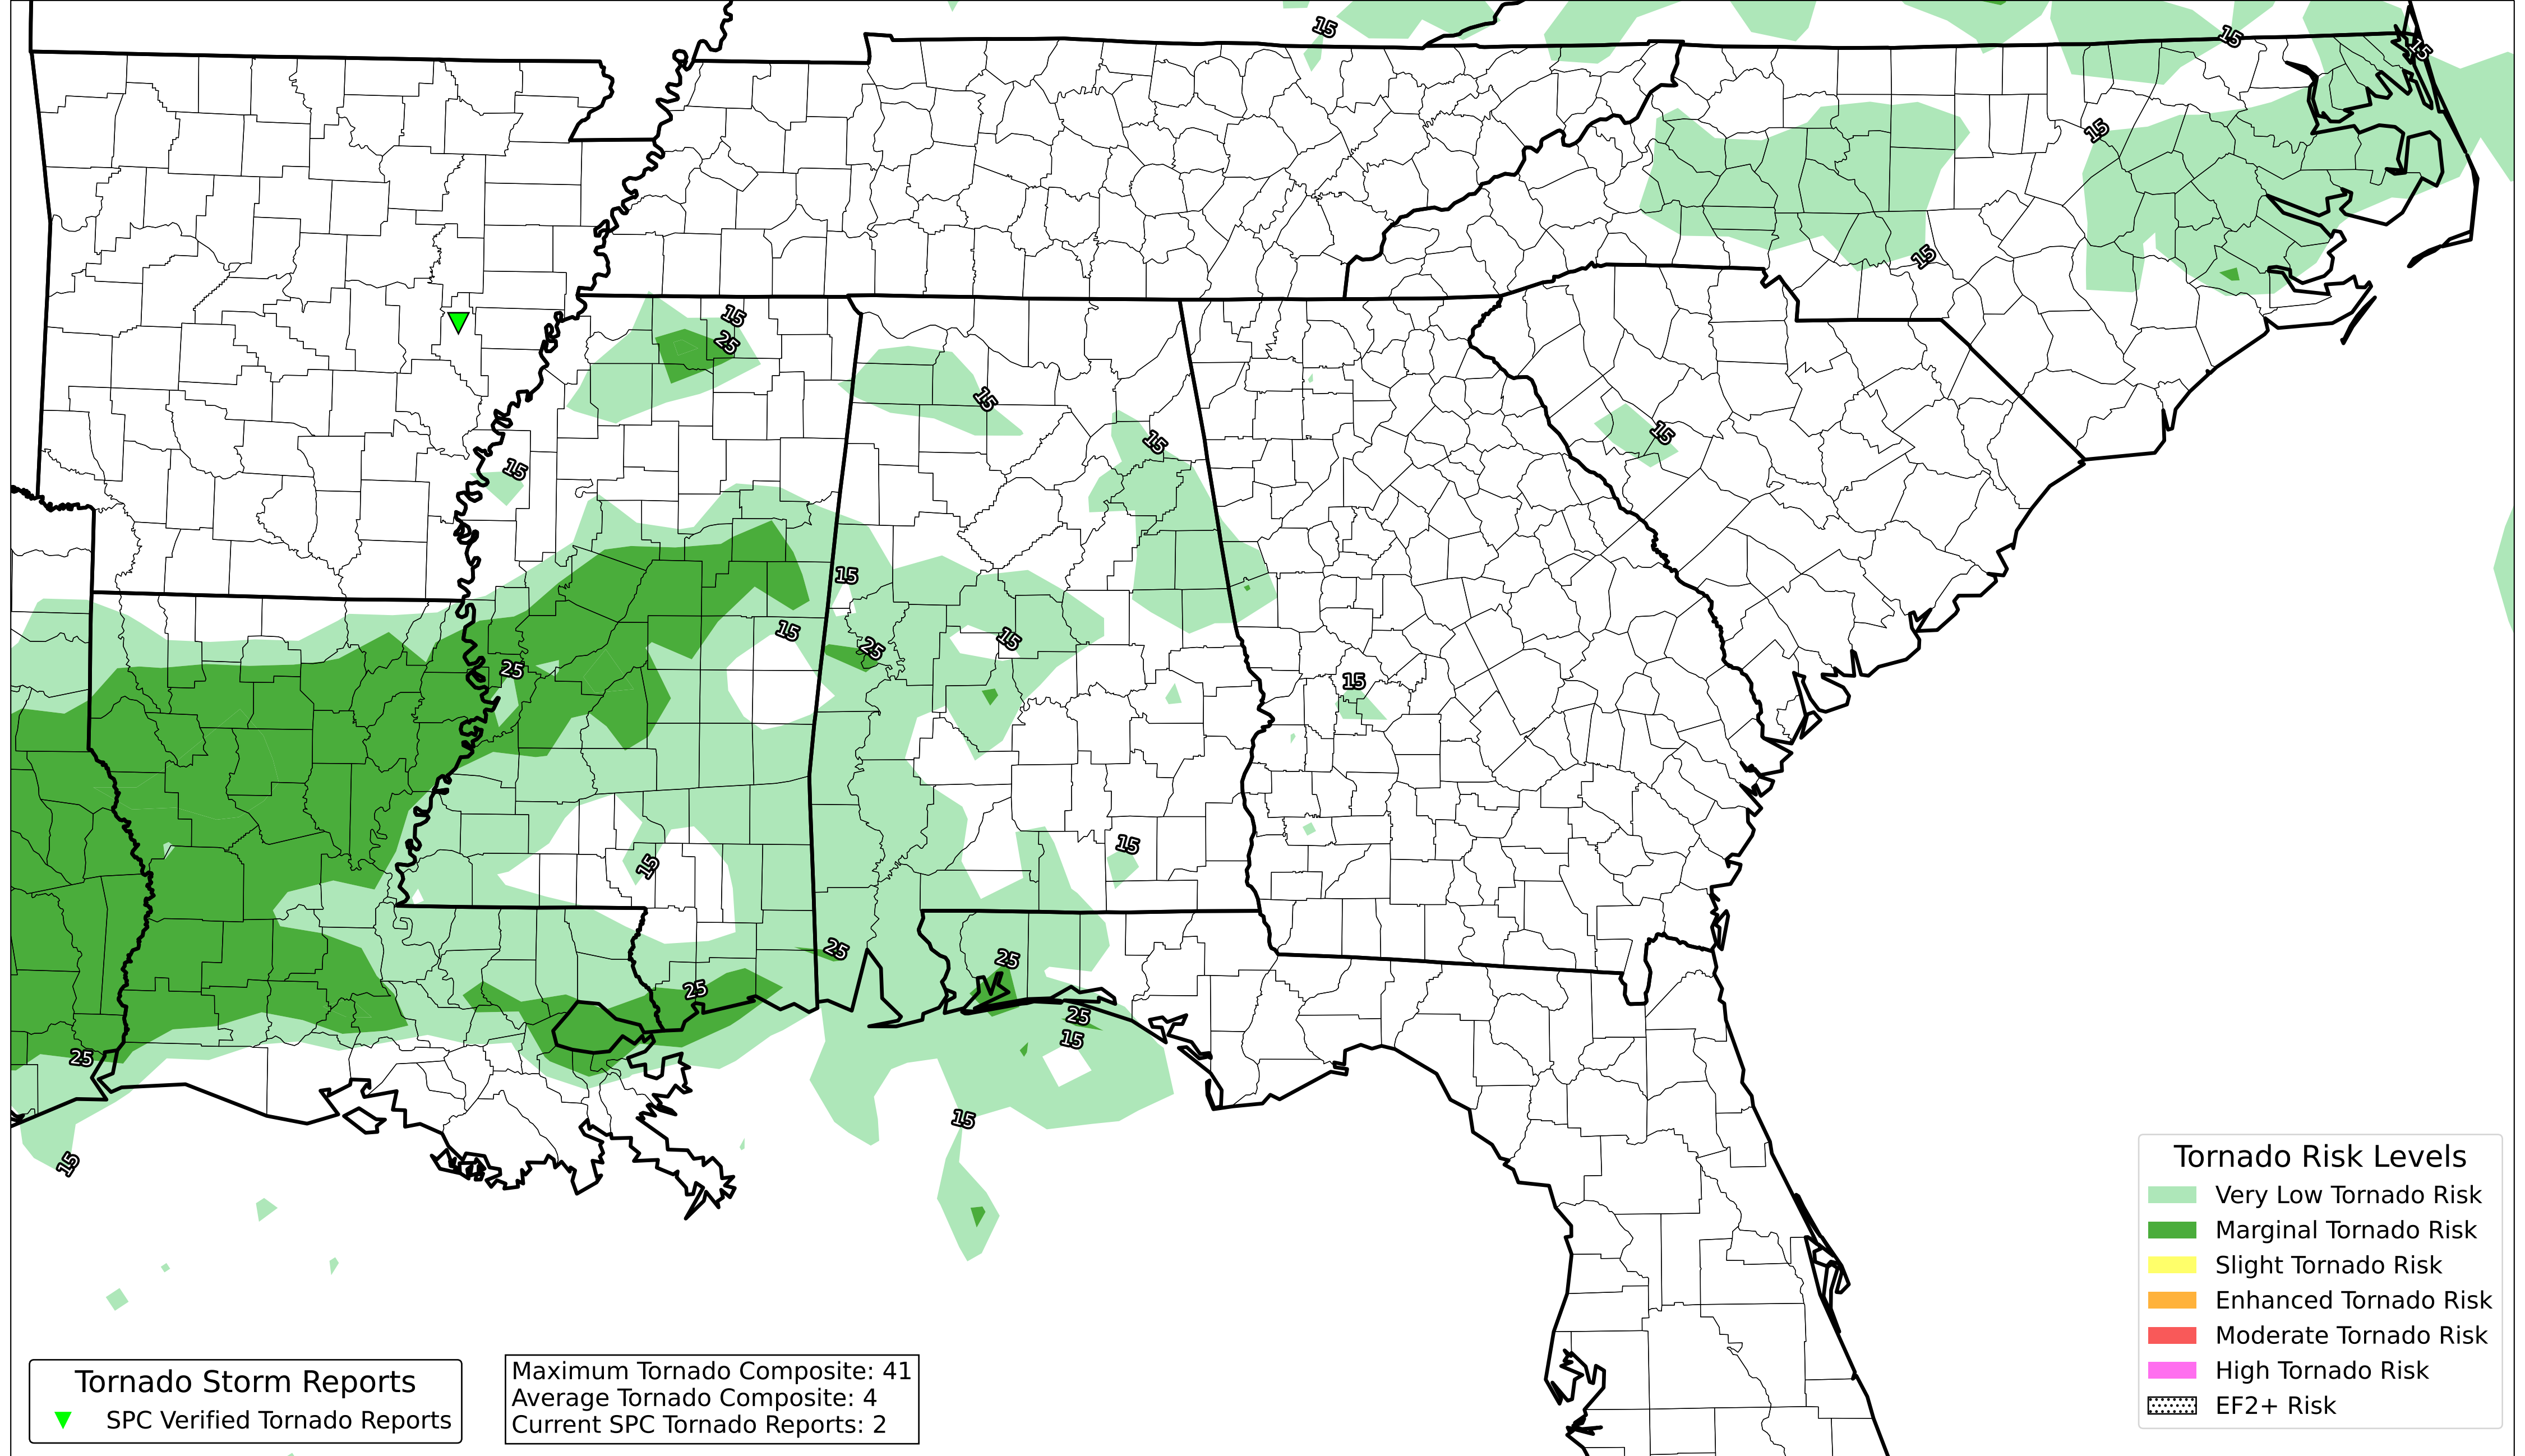 15
15
15
15
15
15
25
15
15
15
15
15
15
25
15
25
15
15
15
25
25
25
25
15
25
15
15
Tornado Risk Levels
Very Low Tornado Risk
Marginal Tornado Risk
Slight Tornado Risk
Enhanced Tornado Risk
Moderate Tornado Risk
High Tornado Risk
EF2+ Risk
Tornado Storm Reports
SPC Verified Tornado Reports
Maximum Tornado Composite: 41
Average Tornado Composite: 4
Current SPC Tornado Reports: 2